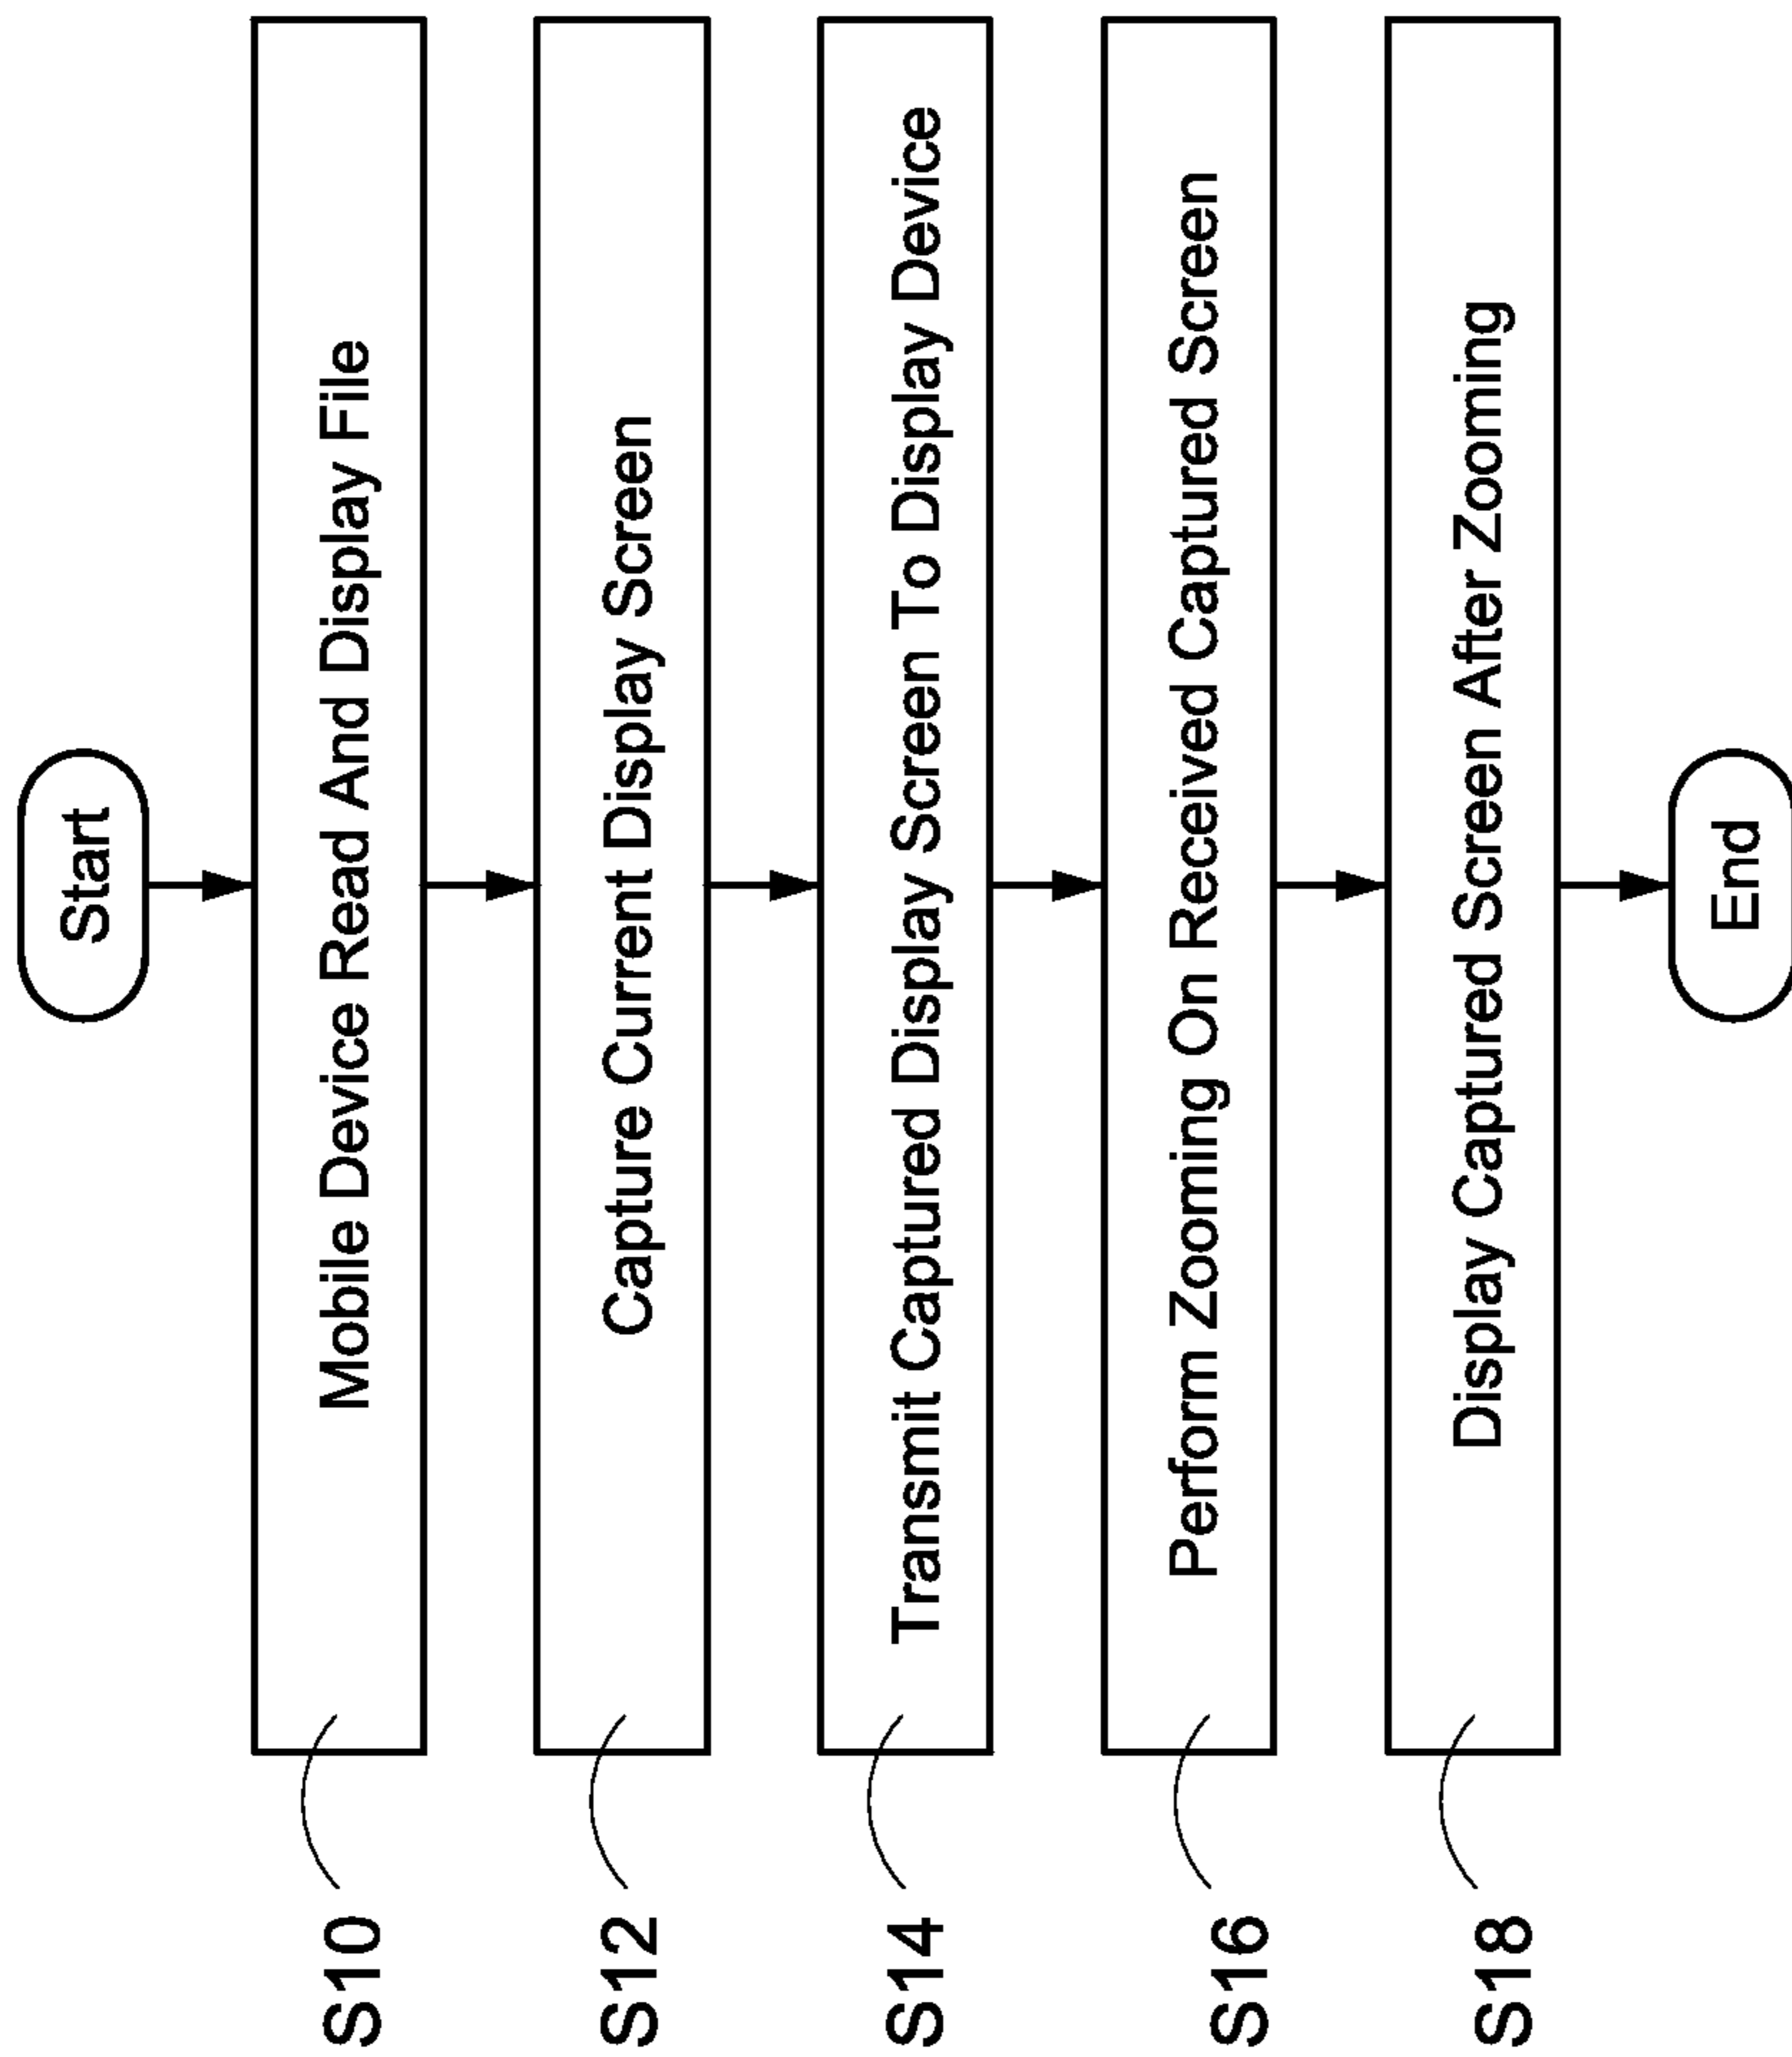 Start
S10
Mobile Device Read And Display File
S12
Capture Current Display Screen
S14
Transmit Captured Display Screen To Display Device
S16
Perform Zooming On Received Captured Screen
S18
Display Captured Screen After Zooming
End